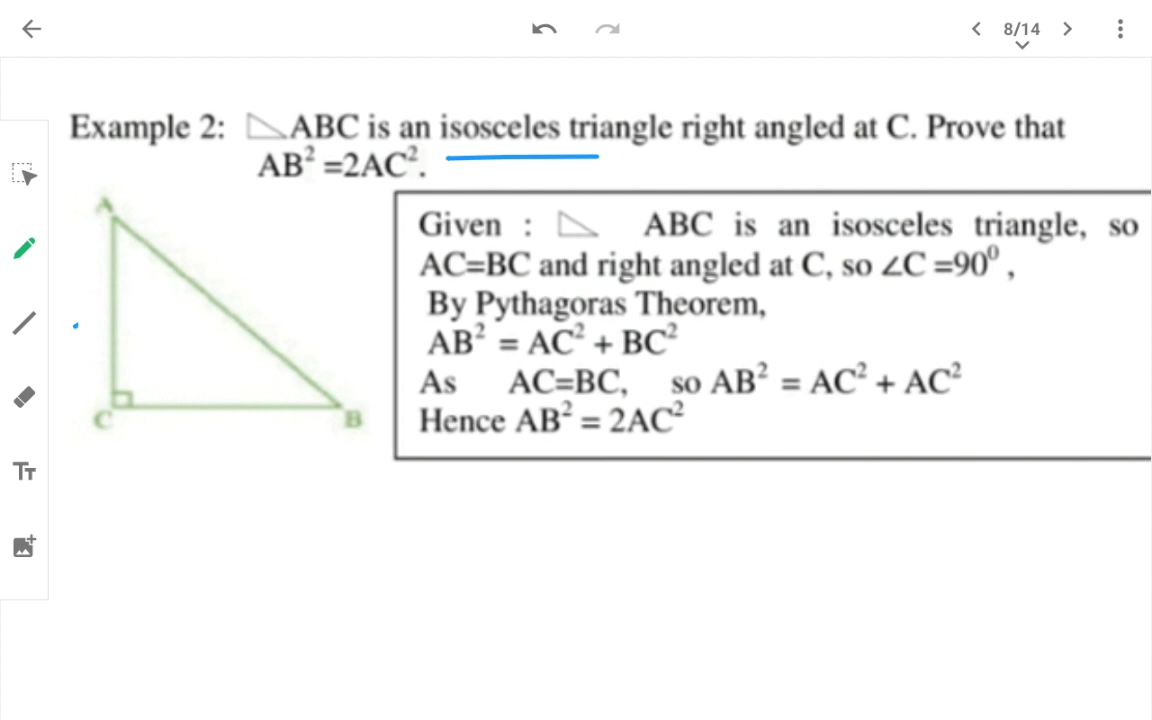 8/14
Example 2: ABC is an isosceles triangle right angled at C. Prove that
AB² =2AC².
A
C
B
Given : ABC is an isosceles triangle, so
AC=BC and right angled at C, so ∠C =90⁰ ,
By Pythagoras Theorem,
AB² = AC² + BC²
As AC=BC, so AB² = AC² + AC²
Hence AB² = 2AC²
TT